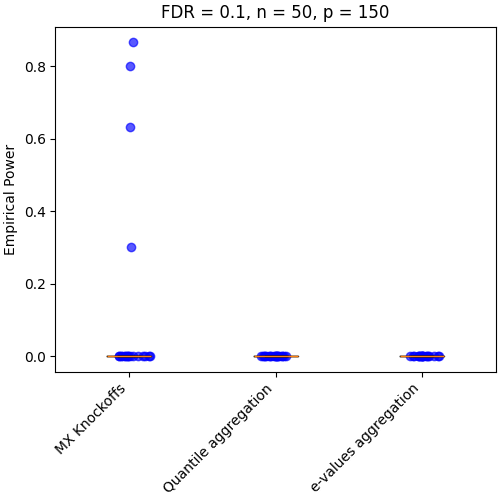 FDR = 0.1, n = 50, p = 150
Empirical Power
0.8
0.6
0.4
0.2
0.0
MX Knockoffs
Quantile aggregation
e-values aggregation